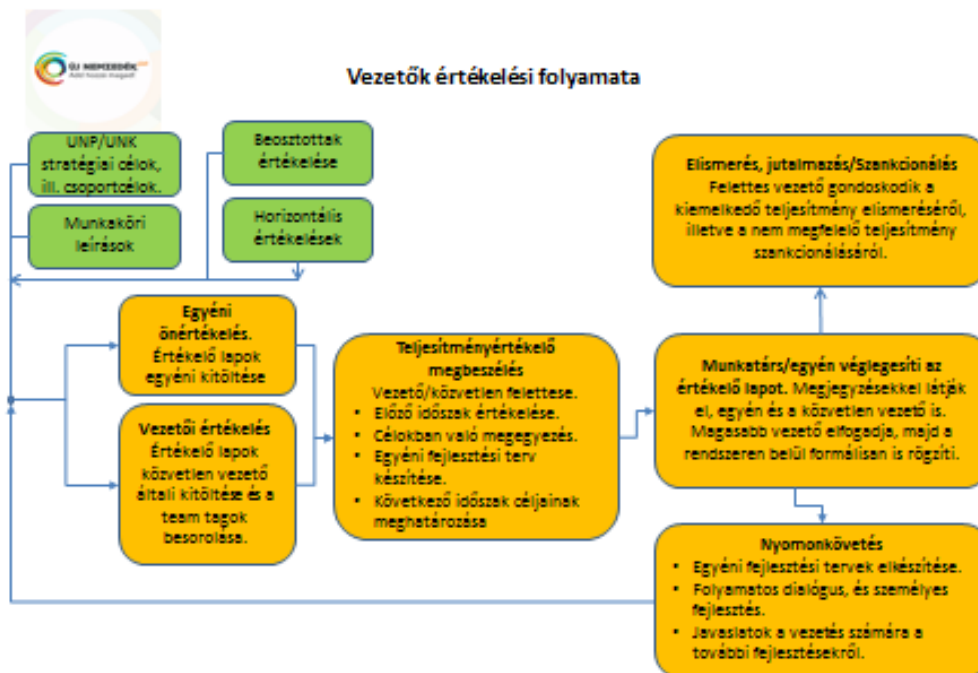 ÚJ NEMZEDÉK
Vezetők értékelési folyamata
UNP/UNK
stratégiai célok,
ill. csoportcélok.
Munkaköri
leírások
Beosztottak
értékelése
Horizontális
értékelések
Elismerés, jutalmazás/Szankcionálás
Felettes vezető gondoskodik a
kiemelkedő teljesítmény elismeréséről,
illetve a nem megfelelő teljesítmény
szankcionálásáról.
Egyéni
önértékelés.
Értékelő lapok
egyéni kitöltése
Vezetői értékelés
Értékelő lapok
közvetlen vezető
általi kitöltése és a
team tagok
besorolása.
Teljesítményértékelő
megbeszélés
Vezető/közvetlen felettese.
• Előző időszak értékelése.
• Célokban való megegyezés.
• Egyéni fejlesztési terv
készítése.
• Következő időszak céljainak
meghatározása
Munkatárs/egyén véglegesíti az
értékelő lapot. Megjegyzésekkel látják
el, egyén és a közvetlen vezető is.
Magasabb vezető elfogadja, majd a
rendszeren belül formálisan is rögzíti.
Nyomonkövetés
• Egyéni fejlesztési tervek elkészítése.
• Folyamatos dialógus, és személyes
fejlesztés.
• Javaslatok a vezetés számára a
további fejlesztésekről.